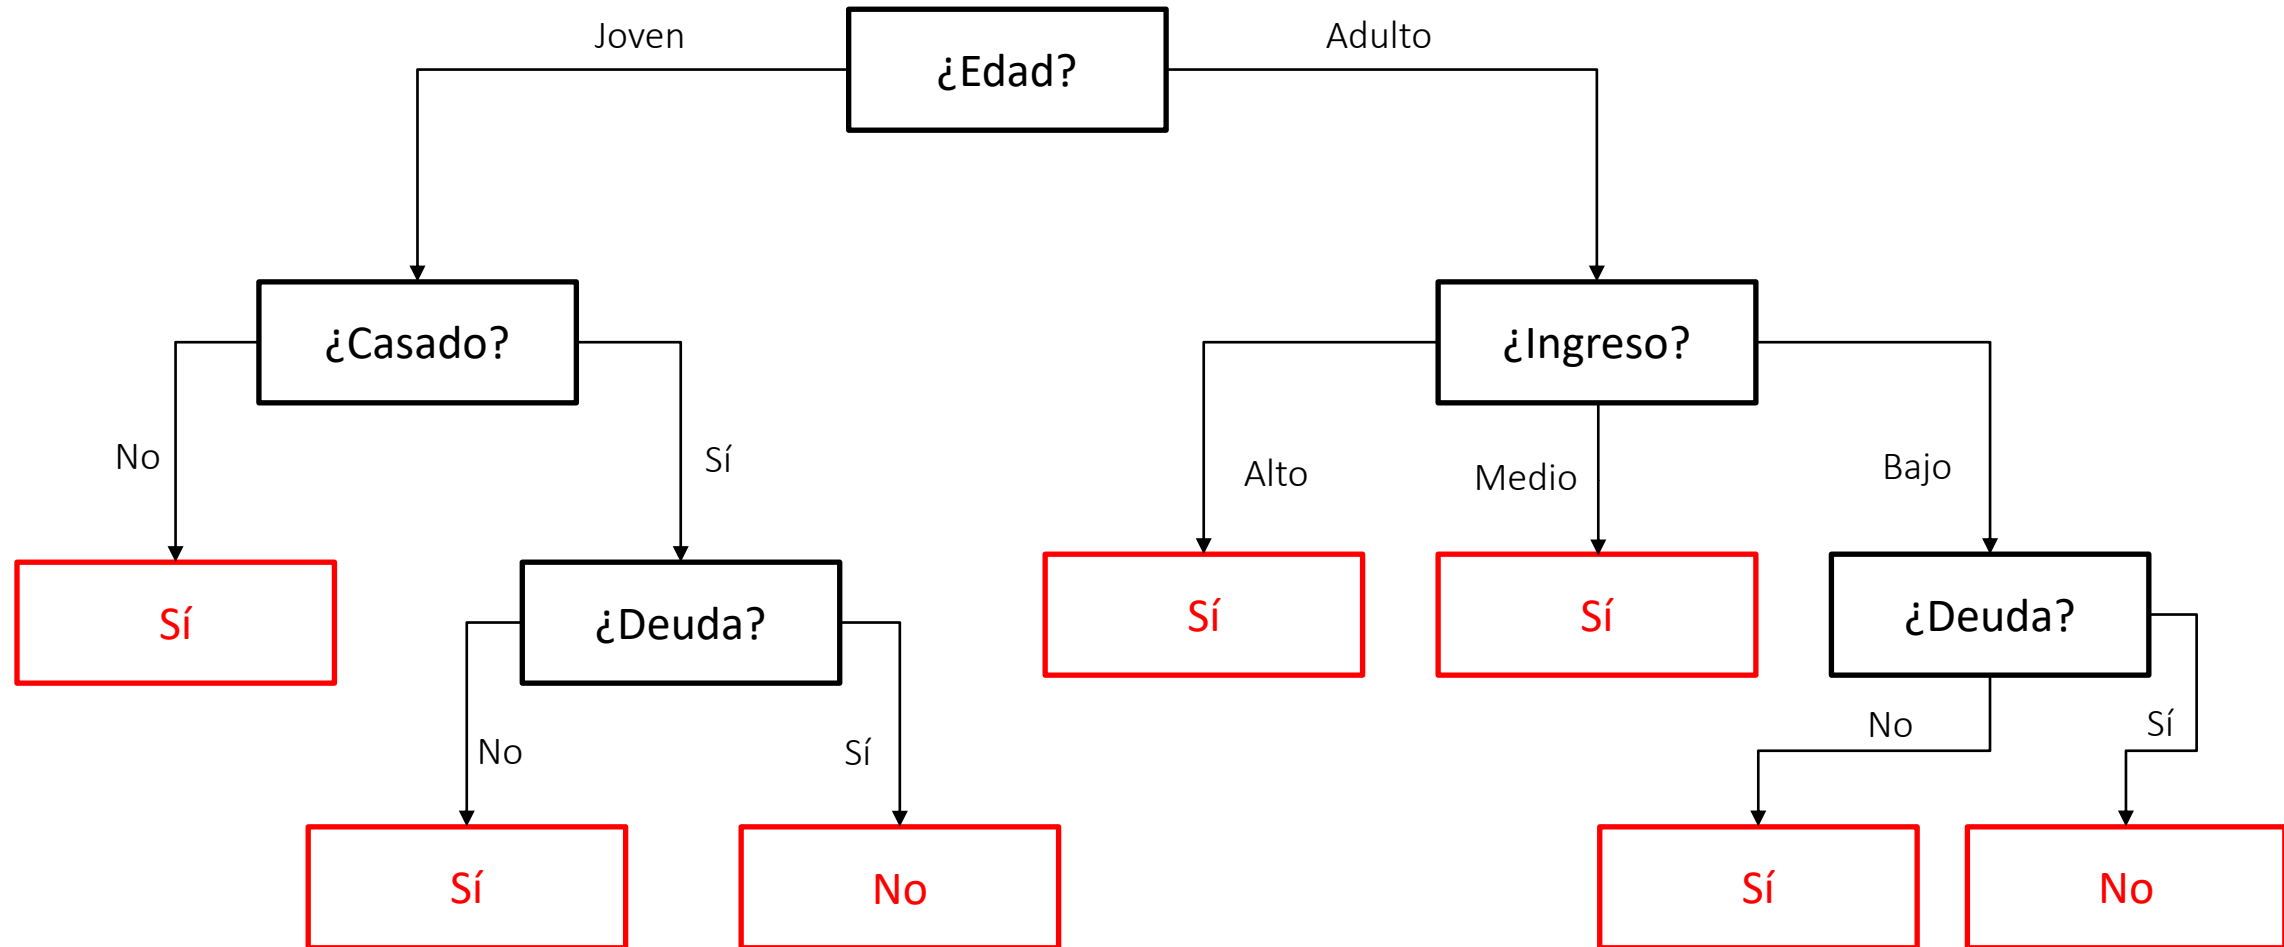 Joven
¿Edad?
Adulto
¿Casado?
¿Ingreso?
No
Sí
Alto
Medio
Bajo
Sí
¿Deuda?
Sí
Sí
¿Deuda?
No
Sí
No
Sí
Sí
No
Sí
No